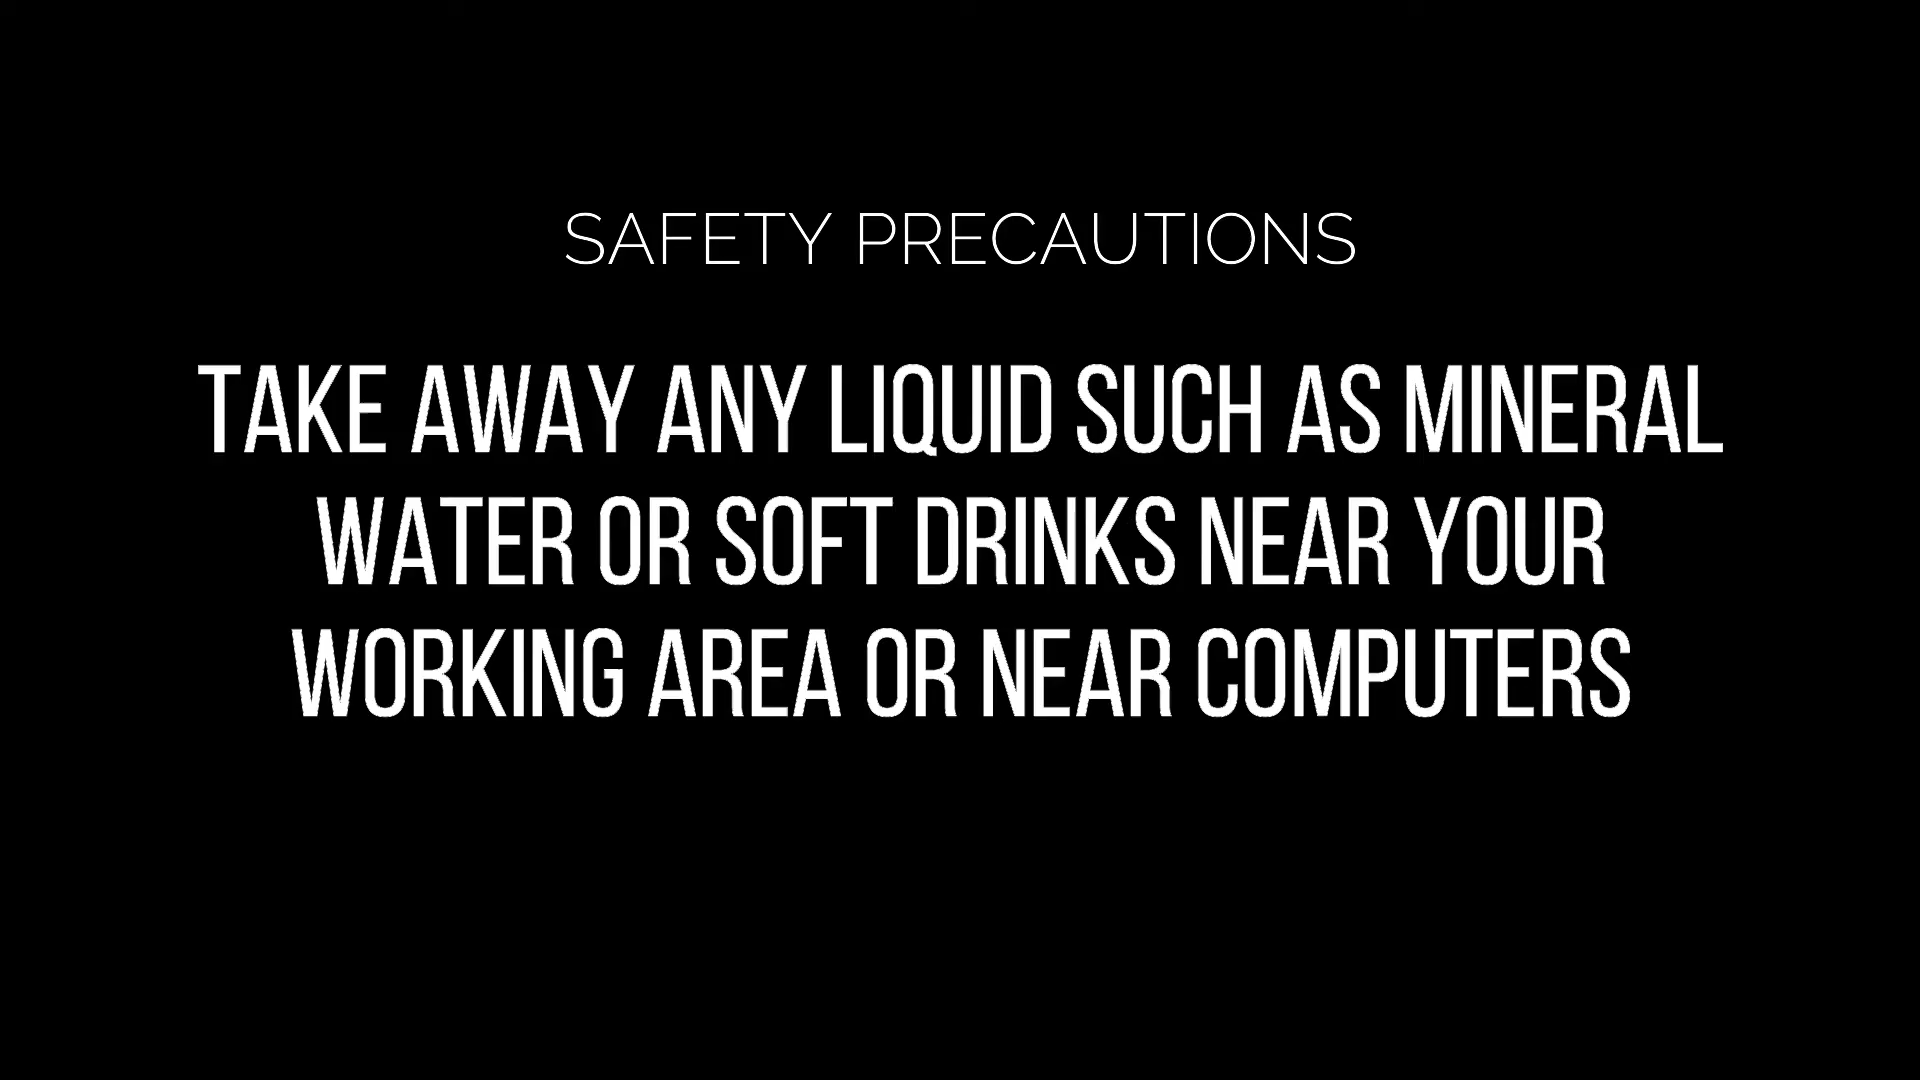 SAFETY PRECAUTIONS
TAKE AWAY ANY LIQUID SUCH AS MINERAL
WATER OR SOFT DRINKS NEAR YOUR
WORKING AREA OR NEAR COMPUTERS